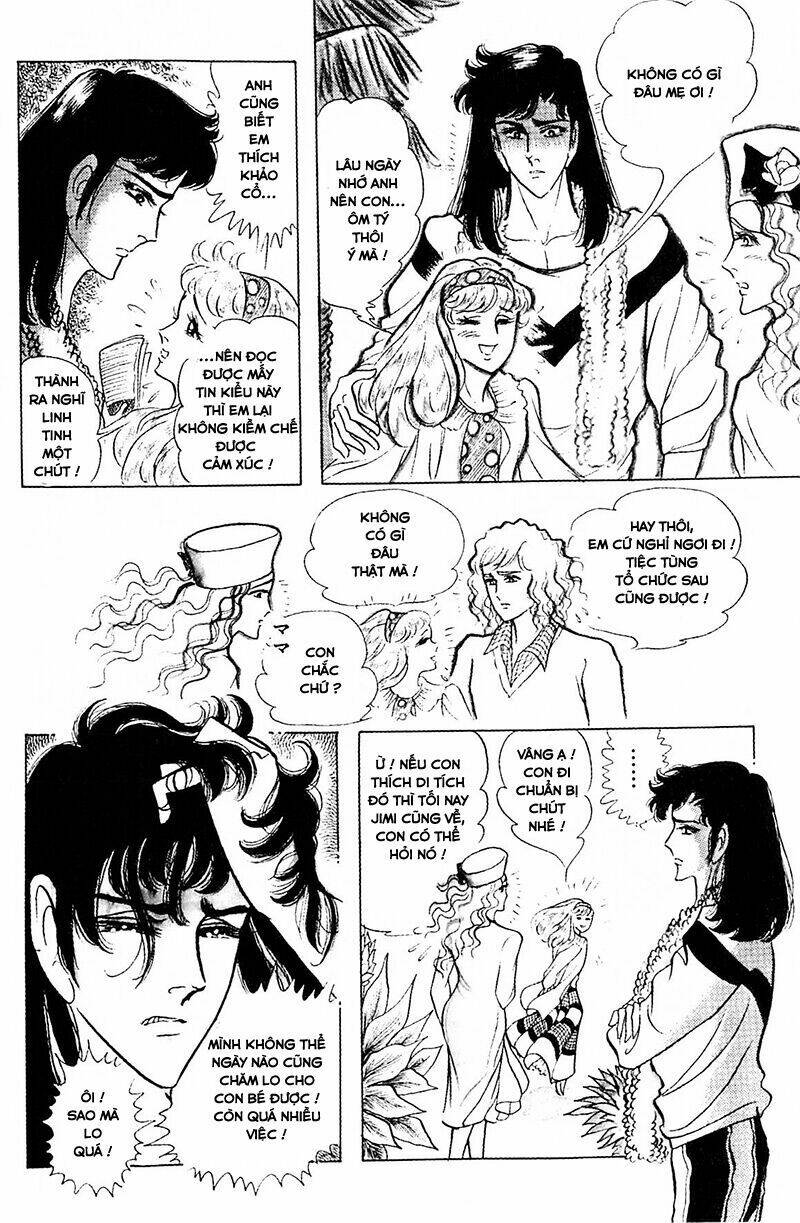 ANH
CŨNG
BIẾT
EM
THÍCH
KHẢO
CỔ...
...NÊN ĐỌC
ĐƯỢC MẤY
TIN KIỂU NÀY
THÌ EM LẠI
KHÔNG KIỀM CHẾ
ĐƯỢC
CẢM XÚC !
THÀNH
RA NGHĨ
LINH
TINH
MỘT
CHÚT !
KHÔNG CÓ GÌ
ĐÂU MẸ ƠI !
LÂU NGÀY
NHỚ ANH
NÊN CON...
ÔM TÝ
THÔI
Ý MÀ !
HAY THÔI,
EM CỨ NGHỈ NGƠI ĐI !
TIỆC TÙNG
TỔ CHỨC SAU
CŨNG ĐƯỢC !
KHÔNG
CÓ GÌ
ĐÂU
THẬT MÀ !
CON
CHẮC
CHỨ ?
ママ
MÌNH KHÔNG THỂ
NGÀY NÀO CŨNG
CHĂM LO CHO
CON BÉ ĐƯỢC !
CÒN QUÁ NHIỀU
VIỆC !
ÔI !
SAO MÀ
LO
QUÁ !
Ừ ! NẾU CON
THÍCH DI TÍCH
ĐÓ THÌ TỐI NAY
JIMI CŨNG VỀ,
CON CÓ THỂ
HỎI NÓ !
VÂNG Ạ !
CON ĐI
CHUẨN BỊ
CHÚT
NHÉ !
......